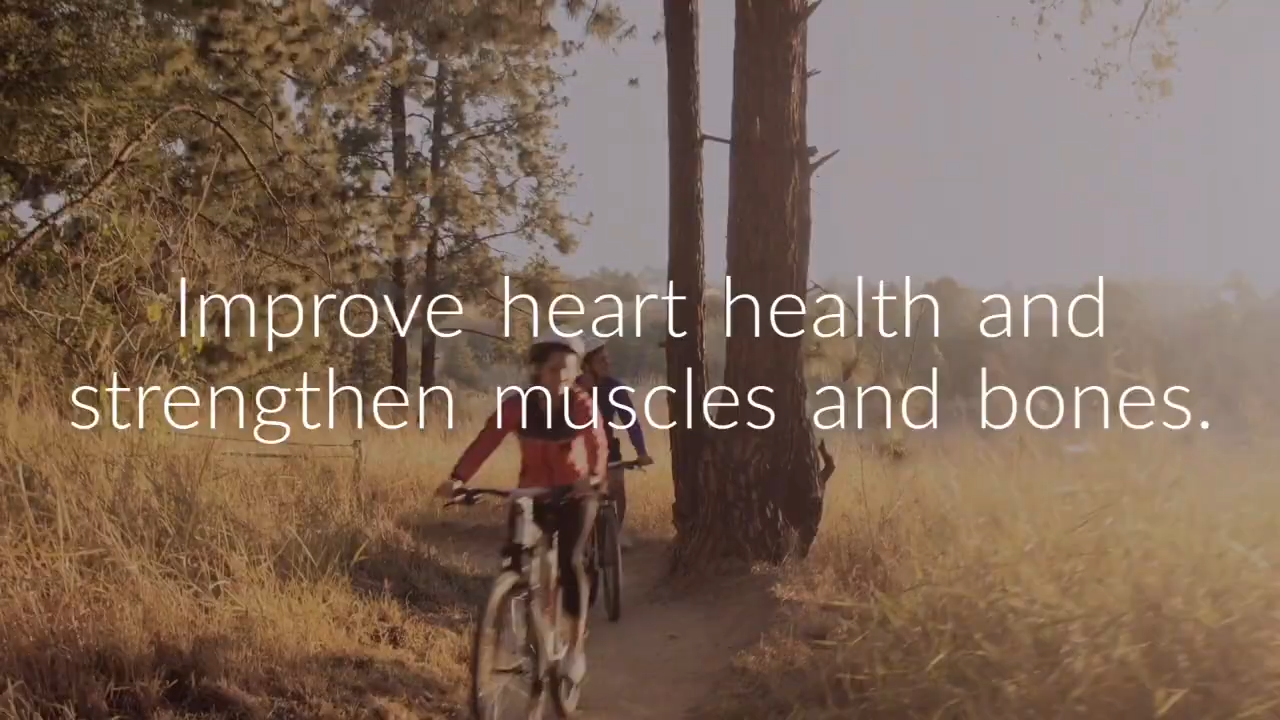 Improve heart health and
strengthen muscles and bones.